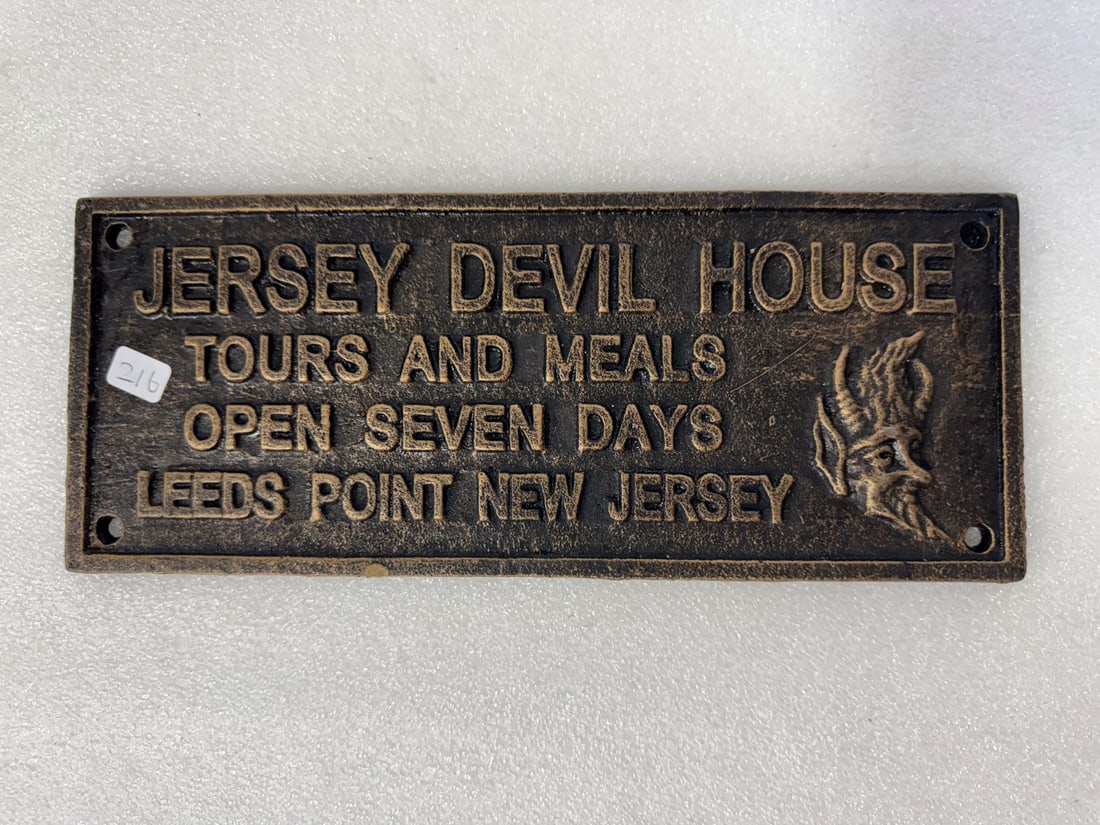 JERSEY DEVIL HOUSE
TOURS AND MEALS
216
OPEN SEVEN DAYS
LEEDS POINT NEW JERSEY